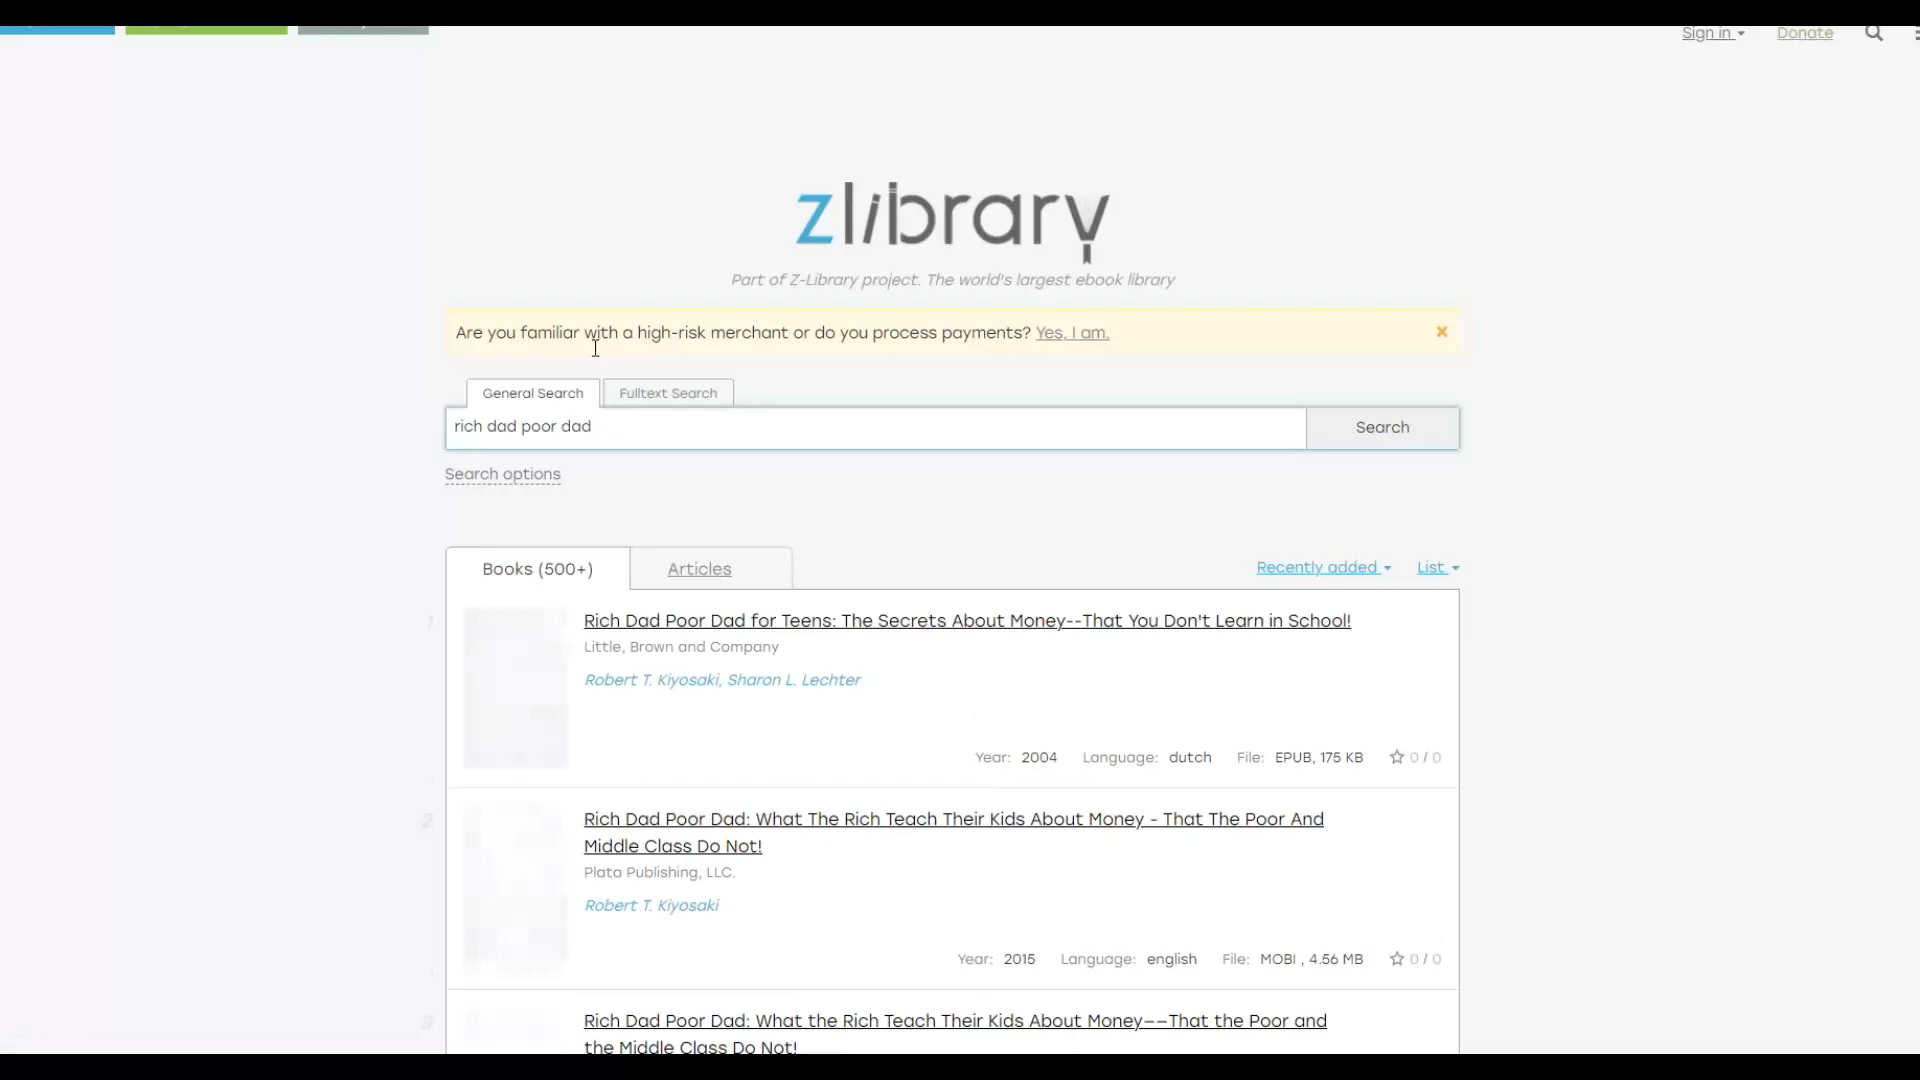 Sign in
Donate
zlibrary
Part of Z-Library project. The world's largest ebook library
Are you familiar with a high-risk merchant or do you process payments? Yes, I am.
General Search
Fulltext Search
rich dad poor dad
Search
Search options
Books (500+)
Articles
Recently added
List
1
Rich Dad Poor Dad for Teens: The Secrets About Money--That You Don't Learn in School!
Little, Brown and Company
Robert T. Kiyosaki, Sharon L. Lechter
Year: 2004 Language: dutch File: EPUB, 175 KB 0 / 0
2
Rich Dad Poor Dad: What The Rich Teach Their Kids About Money - That The Poor And
Middle Class Do Not!
Plata Publishing, LLC.
Robert T. Kiyosaki
Year: 2015 Language: english File: MOBI , 4.56 MB 0 / 0
3
Rich Dad Poor Dad: What the Rich Teach Their Kids About Money––That the Poor and
the Middle Class Do Not!